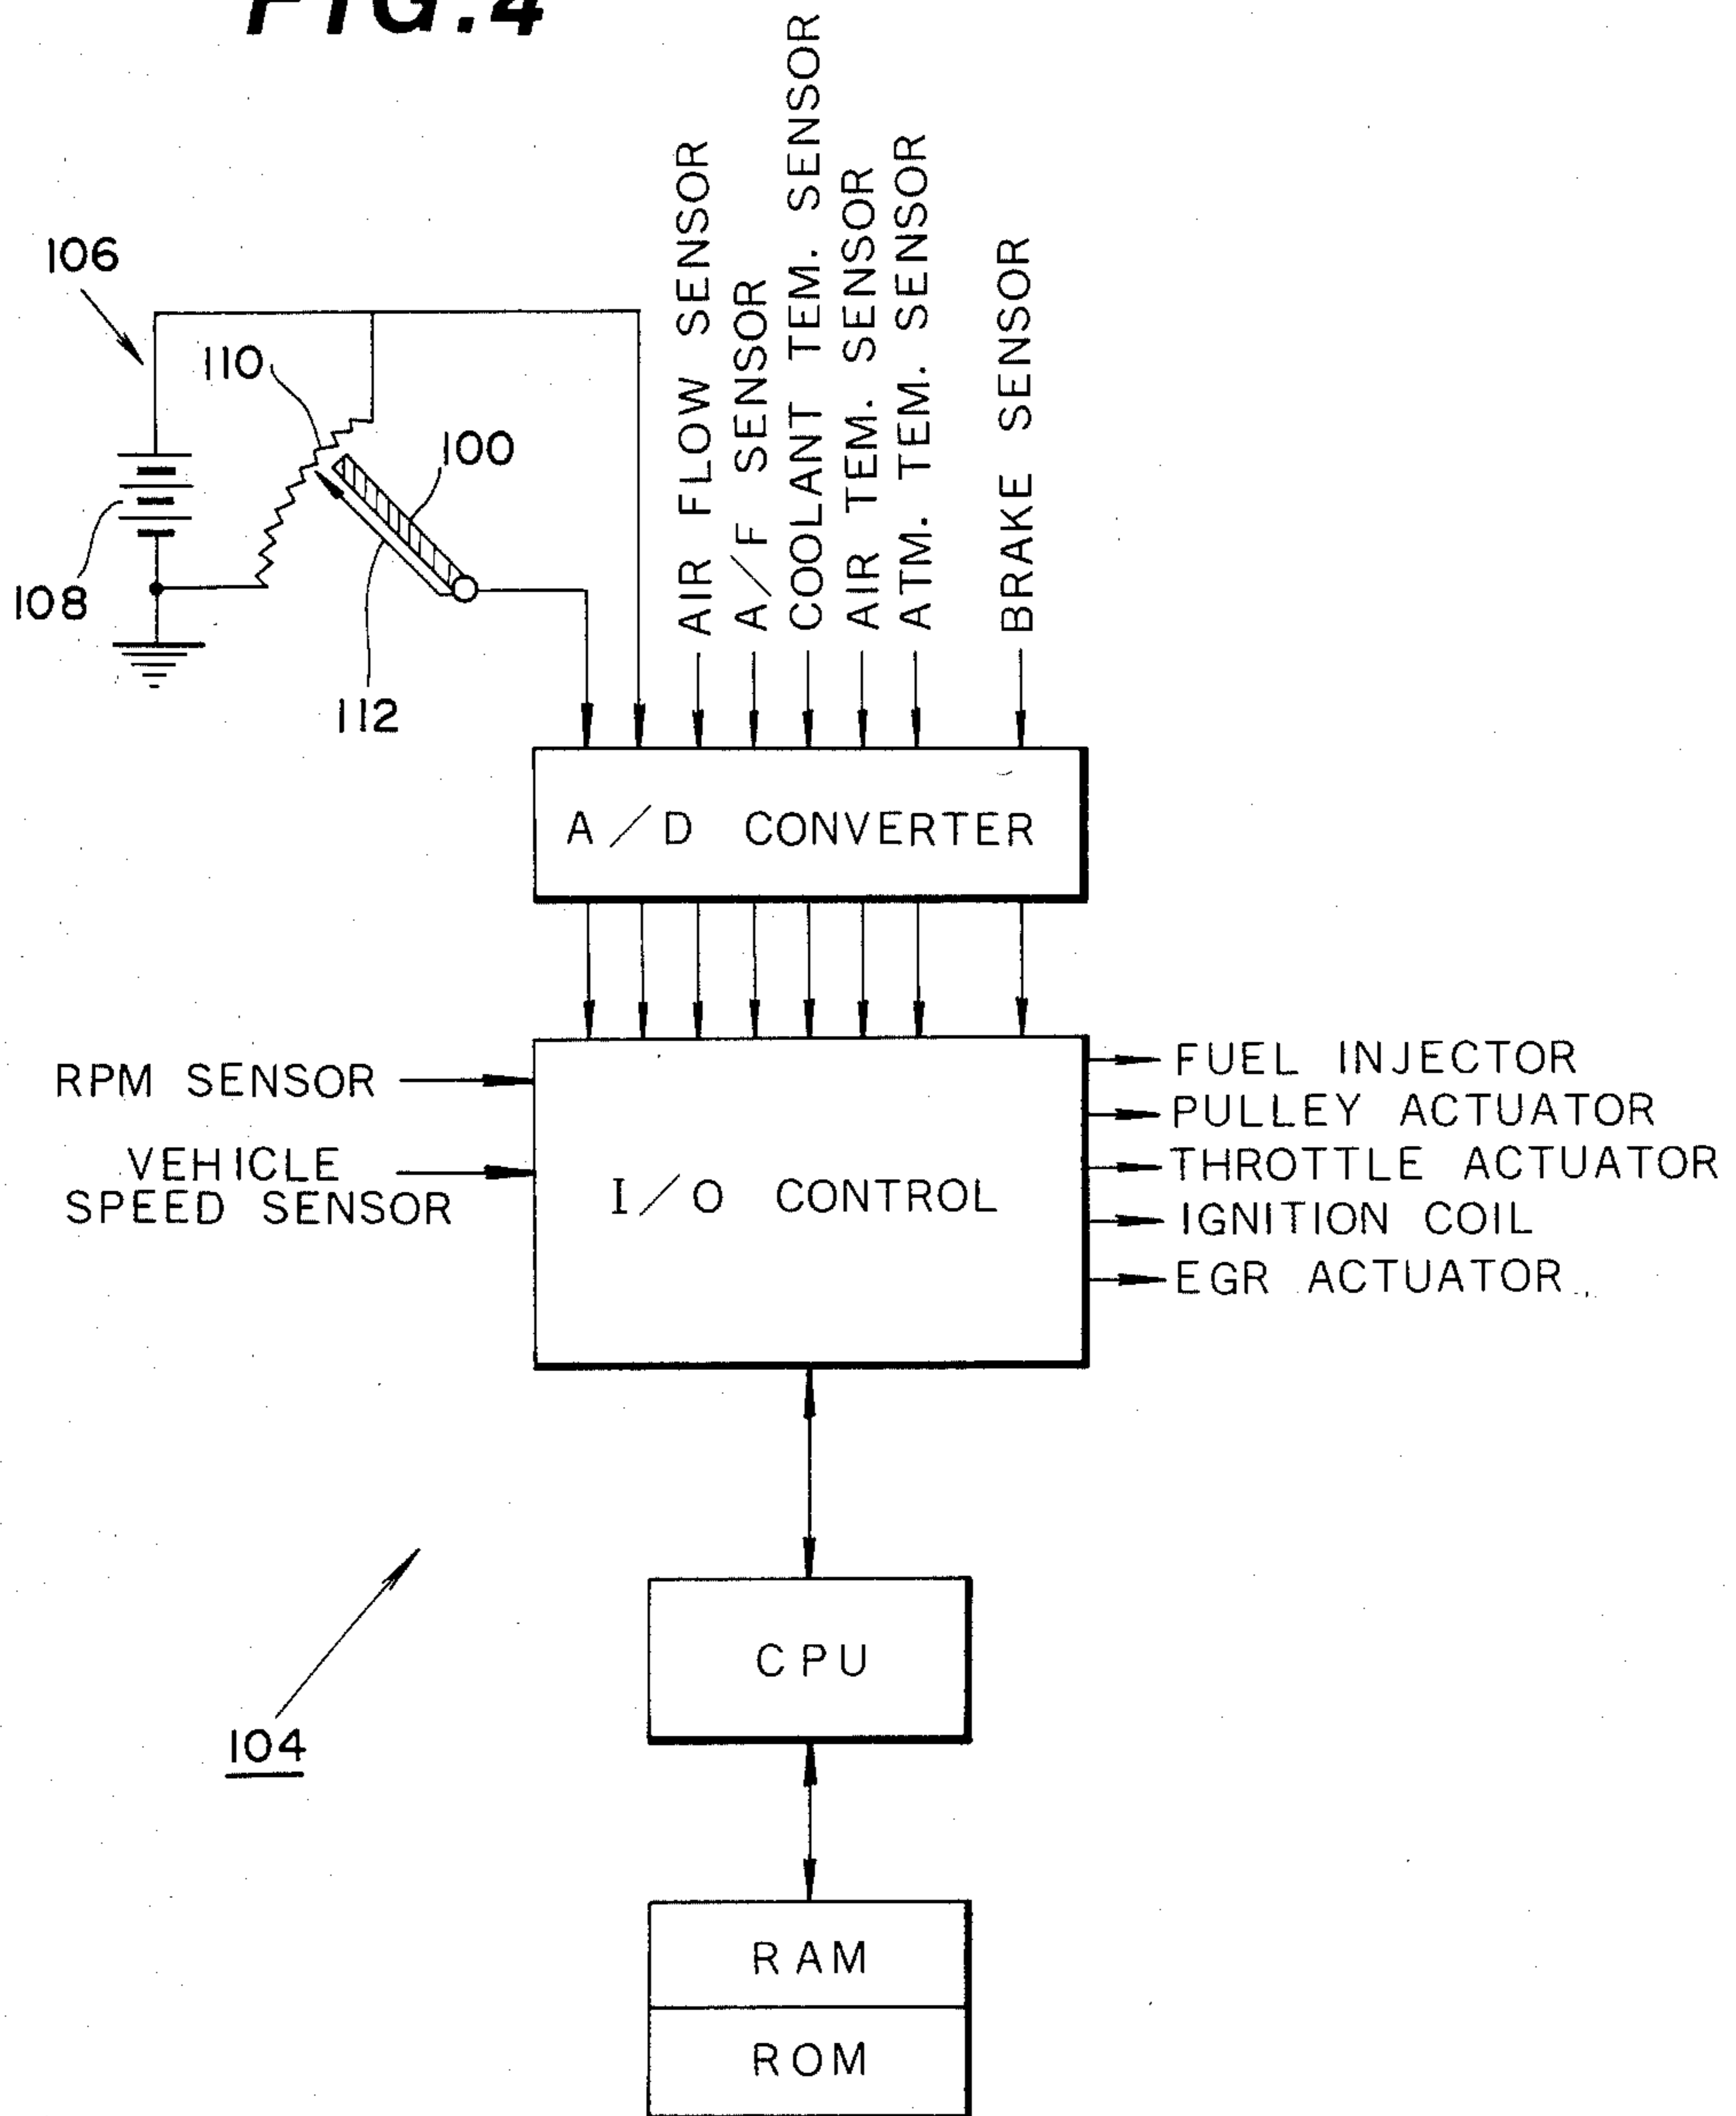 FIG.4
106
110
100
108
112
AIR FLOW SENSOR
A/F SENSOR
COOLANT TEM. SENSOR
AIR TEM. SENSOR
ATM. TEM. SENSOR
BRAKE SENSOR
A/D CONVERTER
RPM SENSOR
VEHICLE
SPEED SENSOR
I/O CONTROL
FUEL INJECTOR
PULLEY ACTUATOR
THROTTLE ACTUATOR
IGNITION COIL
EGR ACTUATOR
CPU
104
RAM
ROM